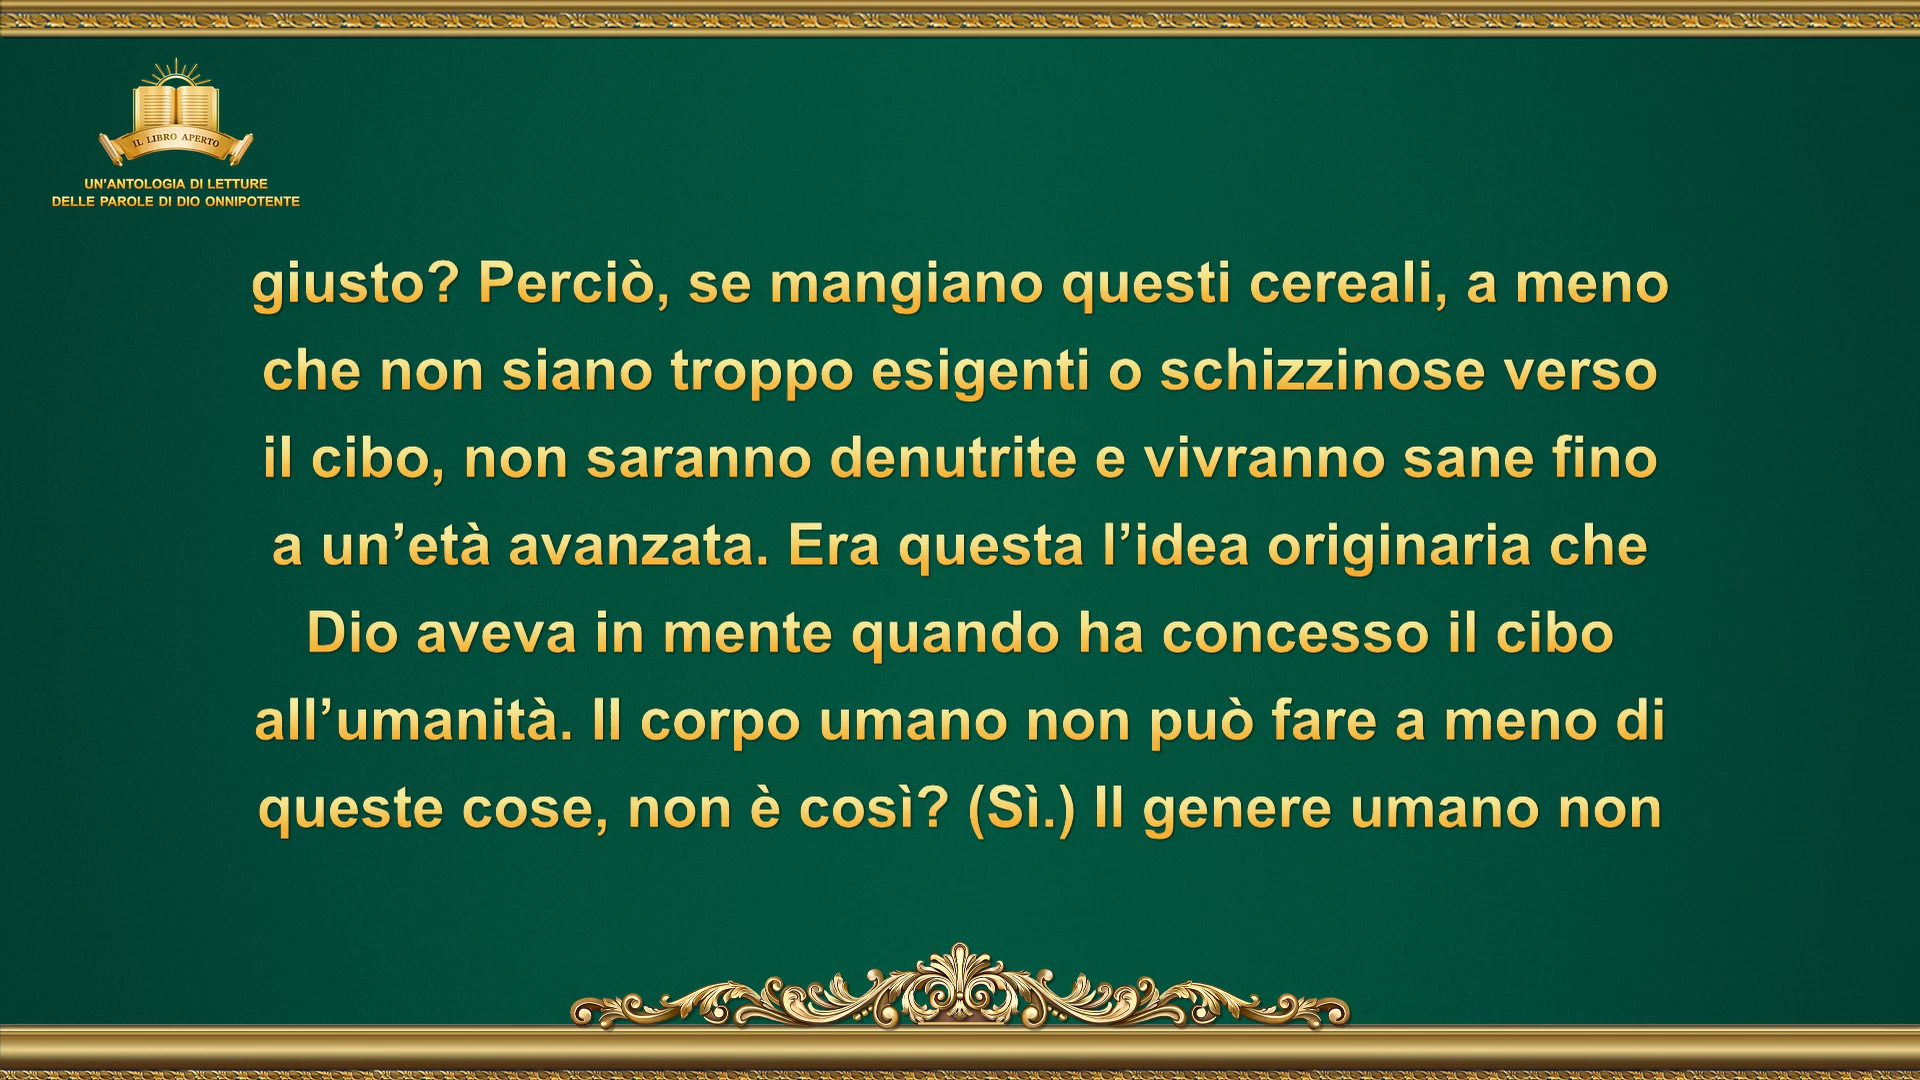 IL LIBRO APERTO
UN’ANTOLOGIA DI LETTURE
DELLE PAROLE DI DIO ONNIPOTENTE
giusto? Perciò, se mangiano questi cereali, a meno
che non siano troppo esigenti o schizzinose verso
il cibo, non saranno denutrite e vivranno sane fino
a un’età avanzata. Era questa l’idea originaria che
Dio aveva in mente quando ha concesso il cibo
all’umanità. Il corpo umano non può fare a meno di
queste cose, non è così? (Sì.) Il genere umano non